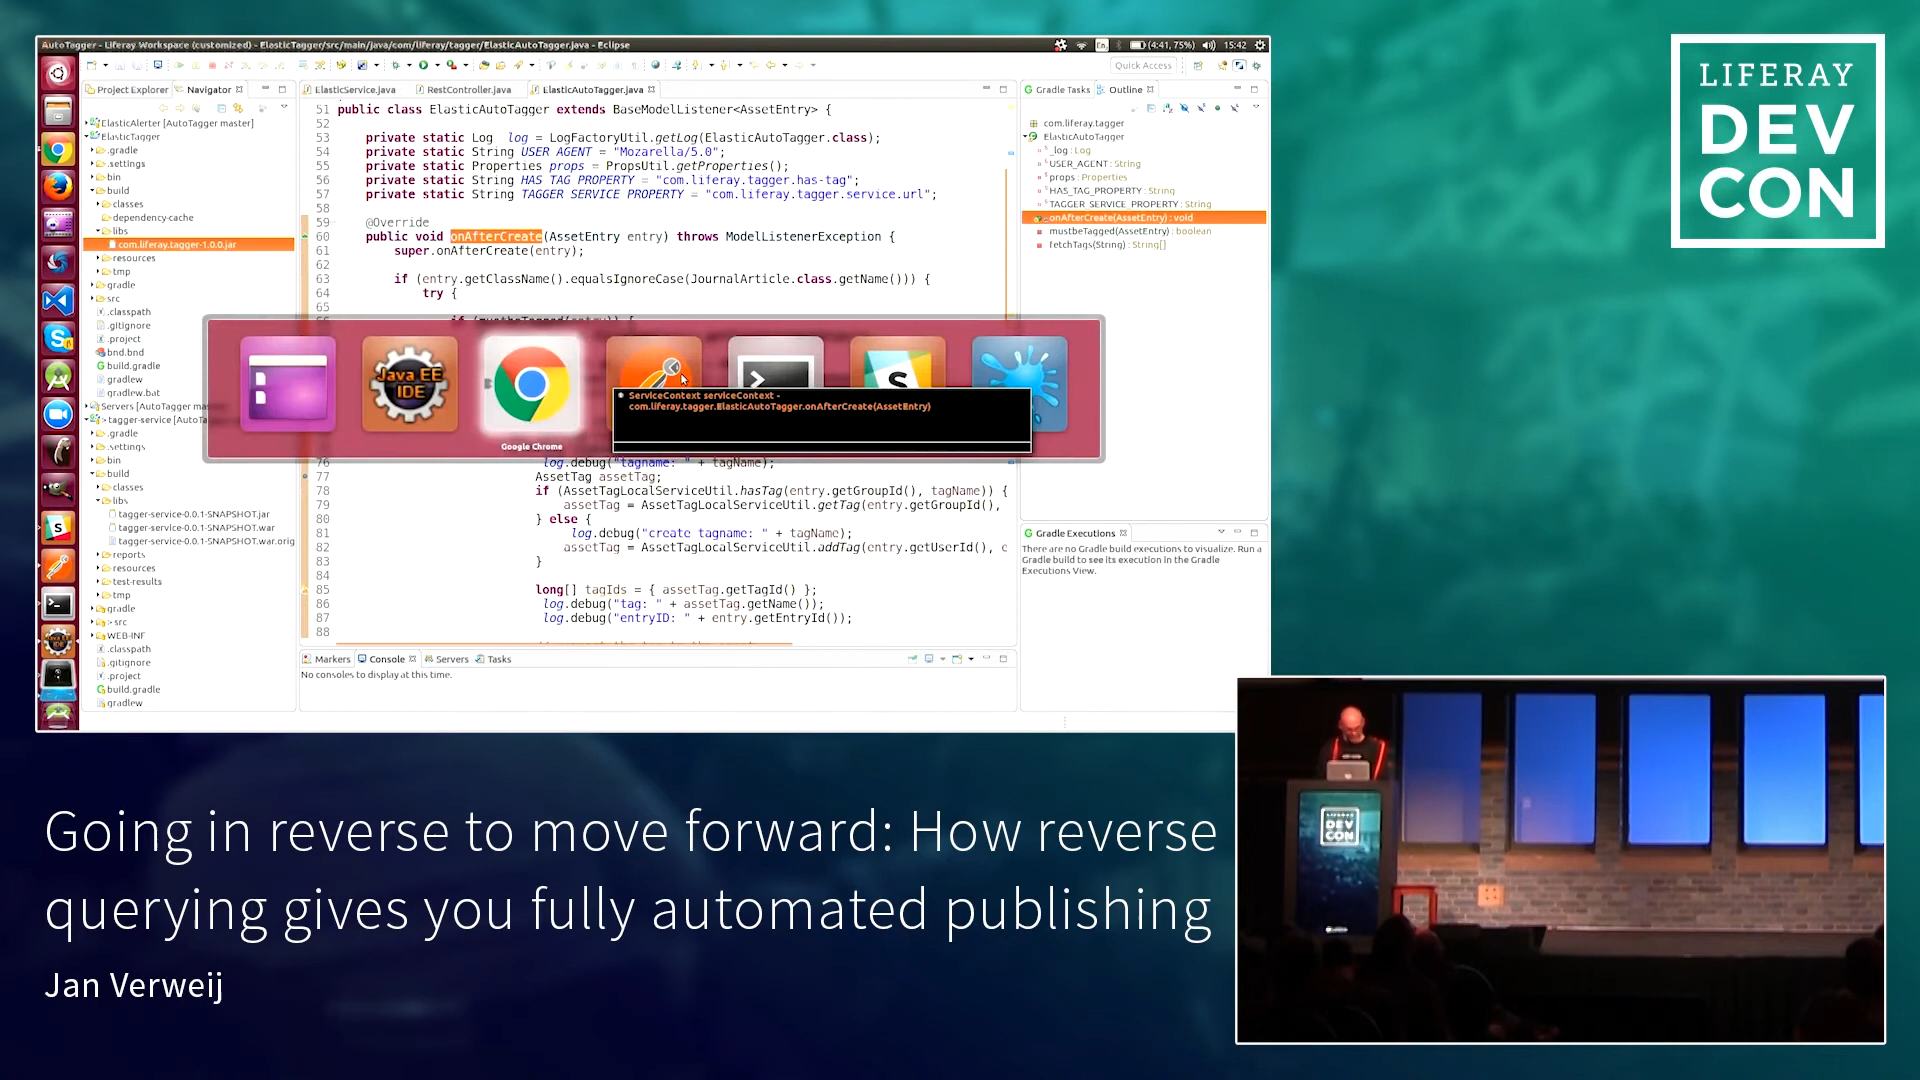 AutoTagger - Liferay Workspace (customized) - ElasticTagger/src/main/java/com/liferay/tagger/ElasticAutoTagger.java - Eclipse
(4:41, 75%) 15:42
Quick Access
Project Explorer Navigator
ElasticAlerter [AutoTagger master]
ElasticTagger
.gradle
.settings
bin
build
classes
dependency-cache
libs
com.liferay.tagger-1.0.0.jar
resources
tmp
gradle
src
.classpath
.gitignore
.project
bnd.bnd
build.gradle
gradlew
gradlew.bat
Servers [AutoTagger mas
> tagger-service [AutoTa
.gradle
.settings
bin
build
classes
libs
tagger-service-0.0.1-SNAPSHOT.jar
tagger-service-0.0.1-SNAPSHOT.war
tagger-service-0.0.1-SNAPSHOT.war.orig
reports
resources
test-results
tmp
gradle
> src
WEB-INF
.classpath
.gitignore
.project
build.gradle
gradlew
ElasticService.java RestController.java ElasticAutoTagger.java
51 public class ElasticAutoTagger extends BaseModelListener<AssetEntry> {
52
53 private static Log _log = LogFactoryUtil.getLog(ElasticAutoTagger.class);
54 private static String USER_AGENT = "Mozarella/5.0";
55 private static Properties props = PropsUtil.getProperties();
56 private static String HAS_TAG_PROPERTY = "com.liferay.tagger.has-tag";
57 private static String TAGGER_SERVICE_PROPERTY = "com.liferay.tagger.service.url";
58
59 @Override
60 public void onAfterCreate(AssetEntry entry) throws ModelListenerException {
61 super.onAfterCreate(entry);
62
63 if (entry.getClassName().equalsIgnoreCase(JournalArticle.class.getName())) {
64 try {
65
Java EE IDE
Google Chrome
ServiceContext serviceContext -
com.liferay.tagger.ElasticAutoTagger.onAfterCreate(AssetEntry)
76 _log.debug("tagname: " + tagName);
77 AssetTag assetTag;
78 if (AssetTagLocalServiceUtil.hasTag(entry.getGroupId(), tagName)) {
79 assetTag = AssetTagLocalServiceUtil.getTag(entry.getGroupId(),
80 } else {
81 _log.debug("create tagname: " + tagName);
82 assetTag = AssetTagLocalServiceUtil.addTag(entry.getUserId(), e
83 }
84
85 long[] tagIds = { assetTag.getTagId() };
86 _log.debug("tag: " + assetTag.getName());
87 _log.debug("entryID: " + entry.getEntryId());
88
Markers Console Servers Tasks
No consoles to display at this time.
Gradle Tasks Outline
com.liferay.tagger
ElasticAutoTagger
_log : Log
USER_AGENT : String
props : Properties
HAS_TAG_PROPERTY : String
TAGGER_SERVICE_PROPERTY : String
onAfterCreate(AssetEntry) : void
mustbeTagged(AssetEntry) : boolean
fetchTags(String) : String[]
Gradle Executions
There are no Gradle build executions to visualize. Run a
Gradle build to see its execution in the Gradle
Executions View.
LIFERAY
DEV
CON
Going in reverse to move forward: How reverse
querying gives you fully automated publishing
Jan Verweij
DEV
CON